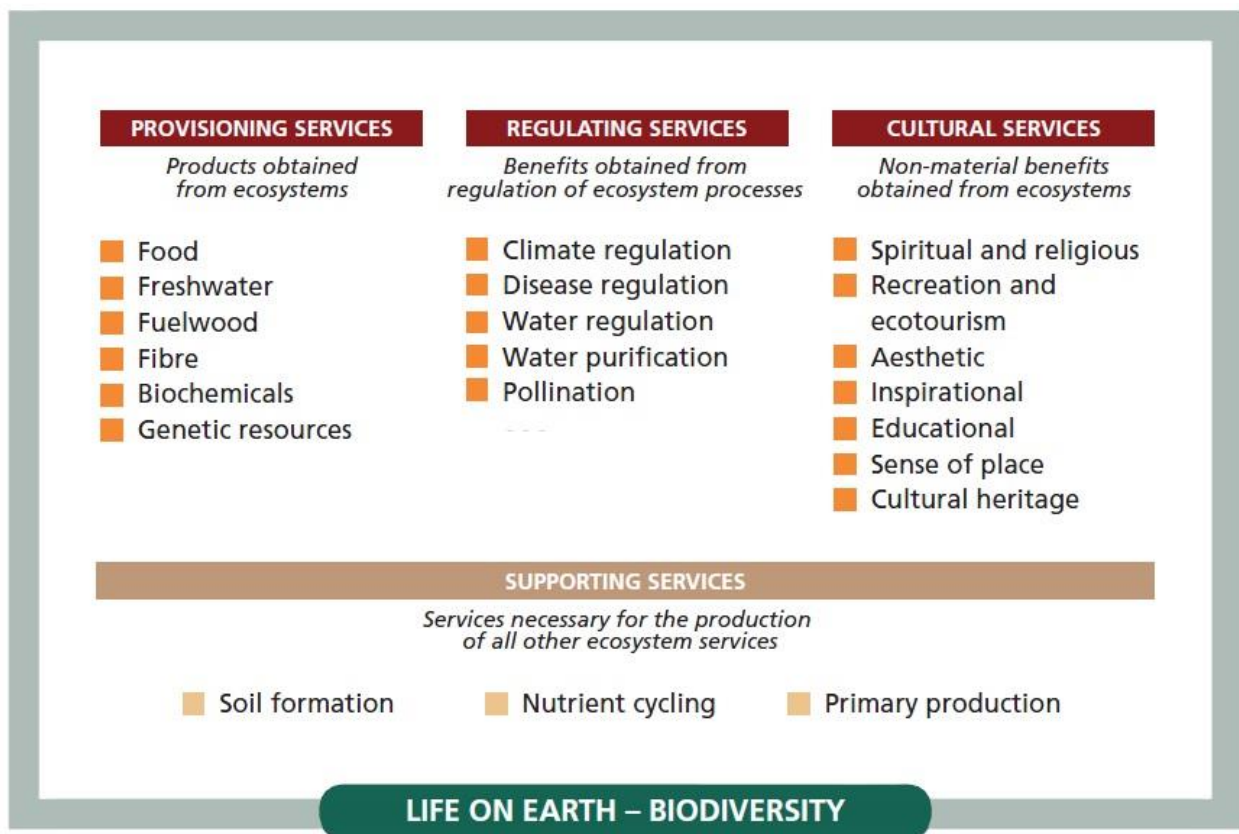 PROVISIONING SERVICES
Products obtained
from ecosystems
Food
Freshwater
Fuelwood
Fibre
Biochemicals
Genetic resources
REGULATING SERVICES
Benefits obtained from
regulation of ecosystem processes
Climate regulation
Disease regulation
Water regulation
Water purification
Pollination
CULTURAL SERVICES
Non-material benefits
obtained from ecosystems
Spiritual and religious
Recreation and
ecotourism
Aesthetic
Inspirational
Educational
Sense of place
Cultural heritage
SUPPORTING SERVICES
Services necessary for the production
of all other ecosystem services
Soil formation
Nutrient cycling
Primary production
LIFE ON EARTH – BIODIVERSITY